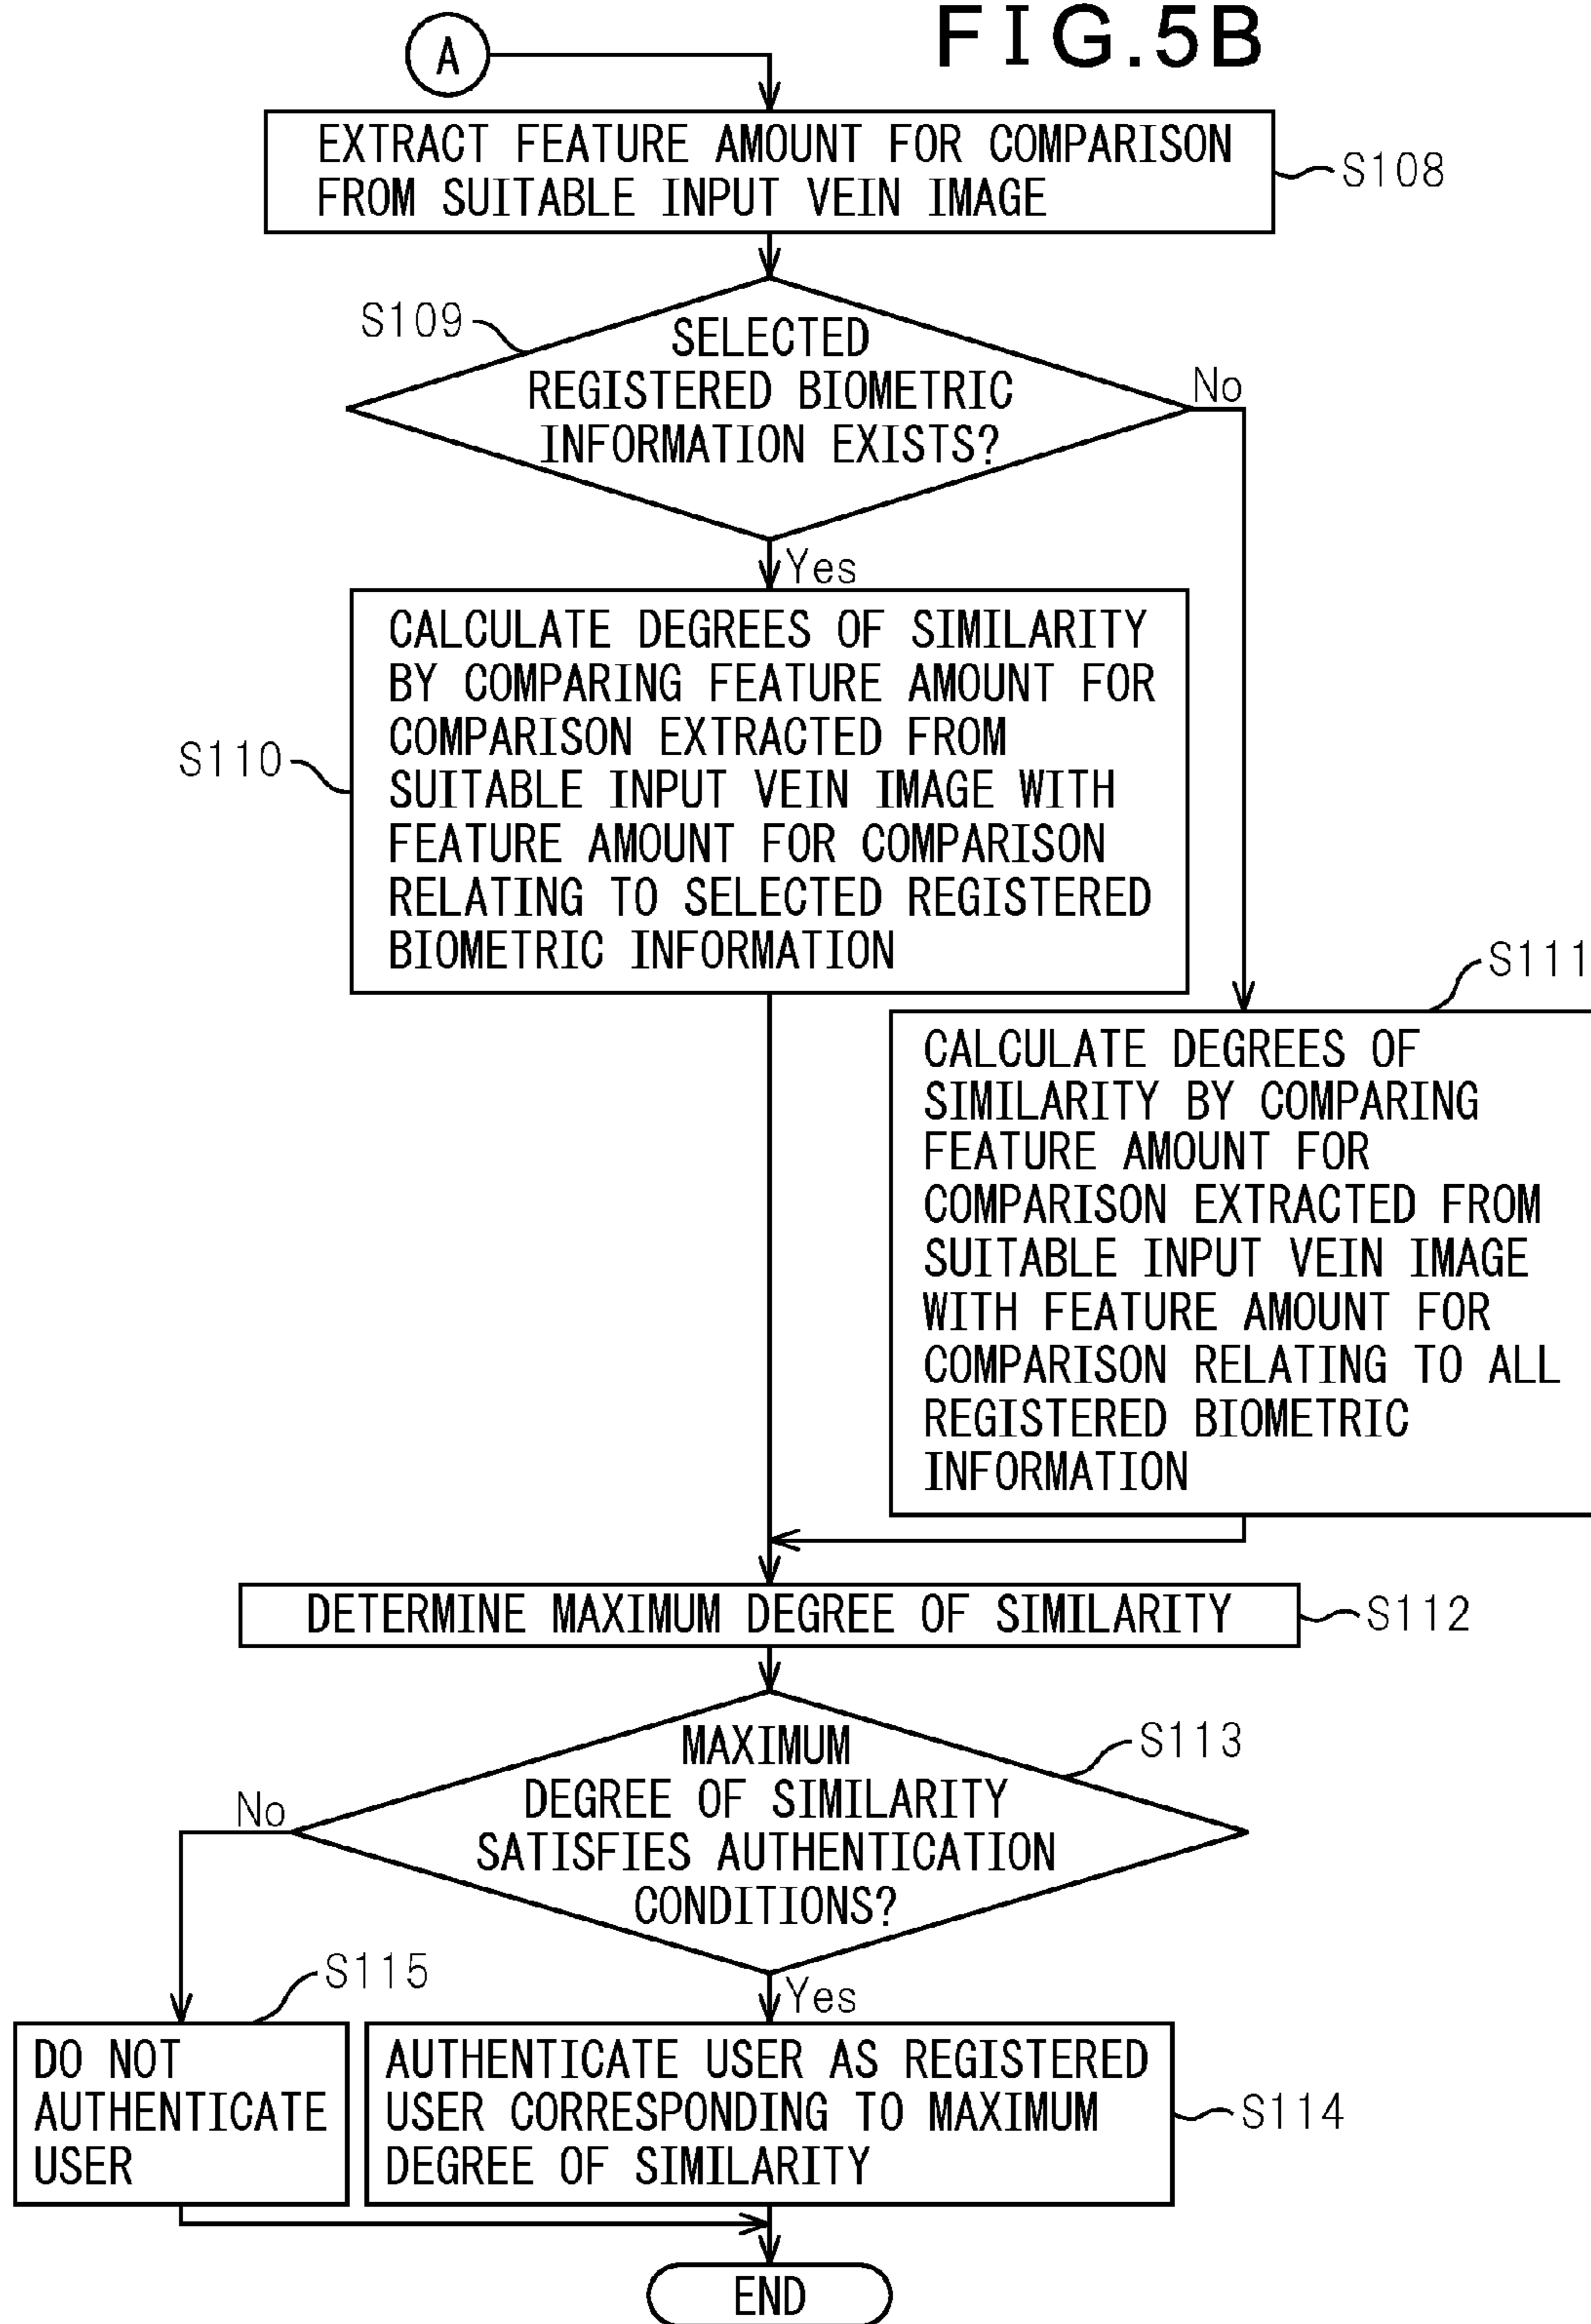 FIG.5B
A
EXTRACT FEATURE AMOUNT FOR COMPARISON
FROM SUITABLE INPUT VEIN IMAGE
S108
S109
SELECTED
REGISTERED BIOMETRIC
INFORMATION EXISTS?
No
Yes
CALCULATE DEGREES OF SIMILARITY
BY COMPARING FEATURE AMOUNT FOR
COMPARISON EXTRACTED FROM
SUITABLE INPUT VEIN IMAGE WITH
FEATURE AMOUNT FOR COMPARISON
RELATING TO SELECTED REGISTERED
BIOMETRIC INFORMATION
S110
S111
CALCULATE DEGREES OF
SIMILARITY BY COMPARING
FEATURE AMOUNT FOR
COMPARISON EXTRACTED FROM
SUITABLE INPUT VEIN IMAGE
WITH FEATURE AMOUNT FOR
COMPARISON RELATING TO ALL
REGISTERED BIOMETRIC
INFORMATION
DETERMINE MAXIMUM DEGREE OF SIMILARITY
S112
S113
MAXIMUM
DEGREE OF SIMILARITY
SATISFIES AUTHENTICATION
CONDITIONS?
No
Yes
S115
DO NOT
AUTHENTICATE
USER
AUTHENTICATE USER AS REGISTERED
USER CORRESPONDING TO MAXIMUM
DEGREE OF SIMILARITY
S114
END